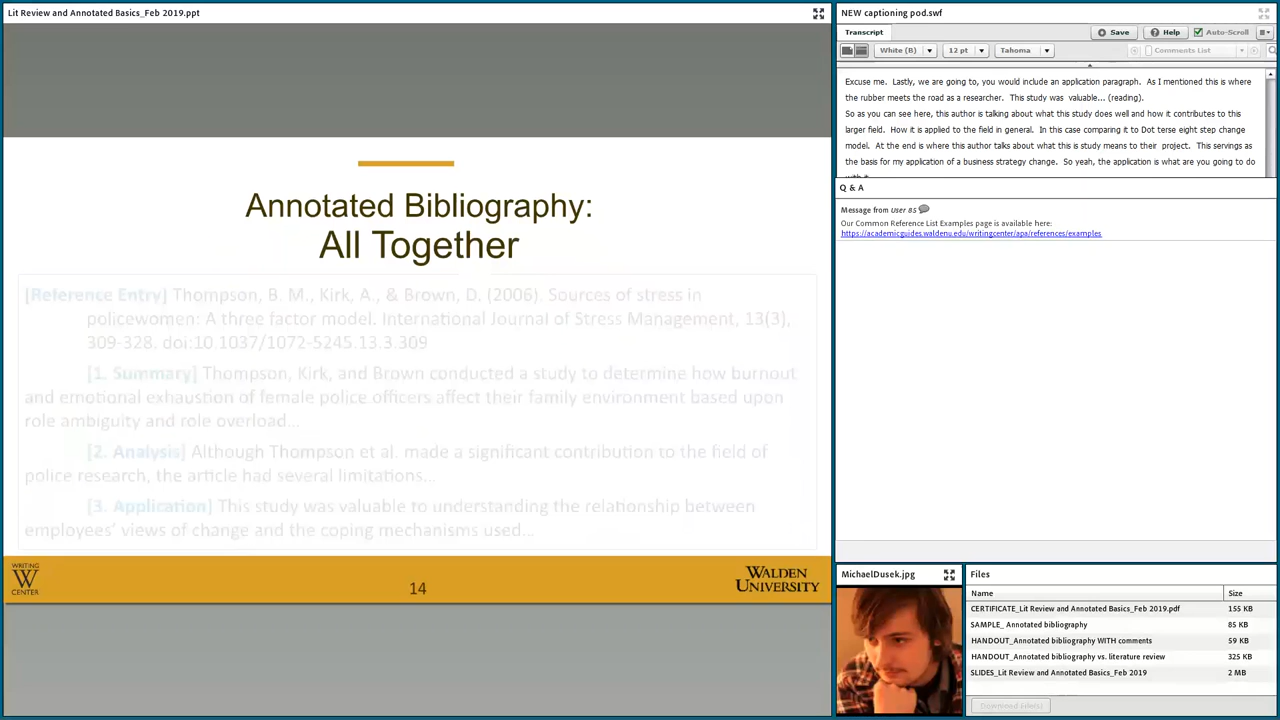 Lit Review and Annotated Basics_Feb 2019.ppt
Annotated Bibliography:
All Together
[Reference Entry] Thompson, B. M., Kirk, A., & Brown, D. (2006). Sources of stress in
policewomen: A three factor model. International Journal of Stress Management, 13(3),
309-328. doi:10.1037/1072-5245.13.3.309
[1. Summary] Thompson, Kirk, and Brown conducted a study to determine how burnout
and emotional exhaustion of female police officers affect their family environment based upon
role ambiguity and role overload...
[2. Analysis] Although Thompson et al. made a significant contribution to the field of
police research, the article had several limitations...
[3. Application] This study was valuable to understanding the relationship between
employees' views of change and the coping mechanisms used...
WRITING
W
CENTER
14
WALDEN
UNIVERSITY
NEW captioning pod.swf
Transcript
Save
Help
Auto-Scroll
White (B)
12 pt
Tahoma
Comments List
Excuse me. Lastly, we are going to, you would include an application paragraph. As I mentioned this is where
the rubber meets the road as a researcher. This study was valuable... (reading).
So as you can see here, this author is talking about what this study does well and how it contributes to this
larger field. How it is applied to the field in general. In this case comparing it to Dot terse eight step change
model. At the end is where this author talks about what this is study means to their project. This servings as
the basis for my application of a business strategy change. So yeah, the application is what are you going to do
with it
Q & A
Message from User 85
Our Common Reference List Examples page is available here:
https://academicguides.waldenu.edu/writingcenter/apa/references/examples
MichaelDusek.jpg
Files
Name Size
CERTIFICATE_Lit Review and Annotated Basics_Feb 2019.pdf 155 KB
SAMPLE_ Annotated bibliography 85 KB
HANDOUT_Annotated bibliography WITH comments 59 KB
HANDOUT_Annotated bibliography vs. literature review 325 KB
SLIDES_Lit Review and Annotated Basics_Feb 2019 2 MB
Download File(s)